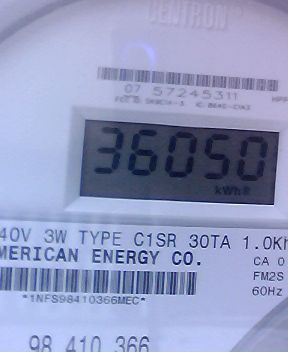 CENTRON®
07 57245311
36050
kWh
40V 3W TYPE C1SR 30TA 1.0Kh
MERICAN ENERGY CO.
CA 0
FM2S
60Hz
*1NFS98410366MEC*
98 410 366